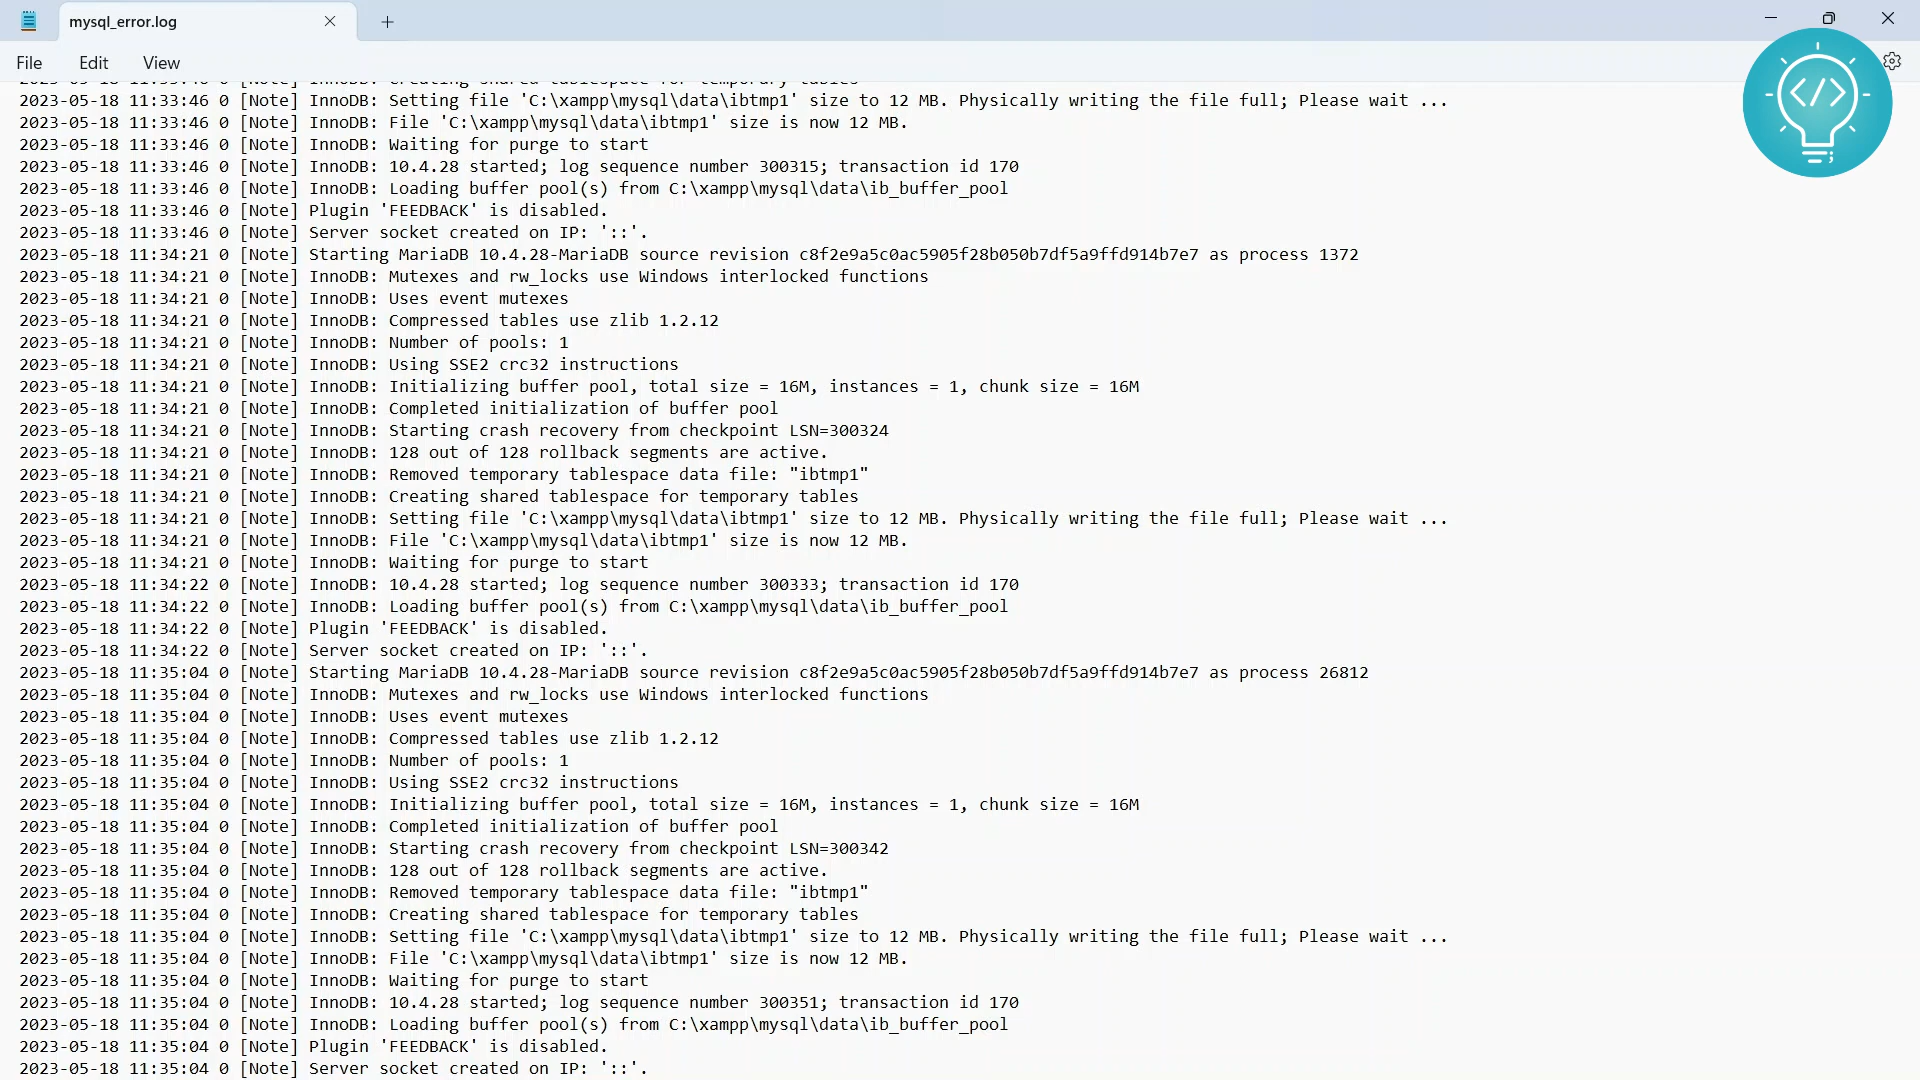 mysql_error.log
File Edit View
2023-05-18 11:33:46 0 [Note] InnoDB: Creating shared tablespace for temporary tables
2023-05-18 11:33:46 0 [Note] InnoDB: Setting file 'C:\xampp\mysql\data\ibtmp1' size to 12 MB. Physically writing the file full; Please wait ...
2023-05-18 11:33:46 0 [Note] InnoDB: File 'C:\xampp\mysql\data\ibtmp1' size is now 12 MB.
2023-05-18 11:33:46 0 [Note] InnoDB: Waiting for purge to start
2023-05-18 11:33:46 0 [Note] InnoDB: 10.4.28 started; log sequence number 300315; transaction id 170
2023-05-18 11:33:46 0 [Note] InnoDB: Loading buffer pool(s) from C:\xampp\mysql\data\ib_buffer_pool
2023-05-18 11:33:46 0 [Note] Plugin 'FEEDBACK' is disabled.
2023-05-18 11:33:46 0 [Note] Server socket created on IP: '::'.
2023-05-18 11:34:21 0 [Note] Starting MariaDB 10.4.28-MariaDB source revision c8f2e9a5c0ac5905f28b050b7df5a9ffd914b7e7 as process 1372
2023-05-18 11:34:21 0 [Note] InnoDB: Mutexes and rw_locks use Windows interlocked functions
2023-05-18 11:34:21 0 [Note] InnoDB: Uses event mutexes
2023-05-18 11:34:21 0 [Note] InnoDB: Compressed tables use zlib 1.2.12
2023-05-18 11:34:21 0 [Note] InnoDB: Number of pools: 1
2023-05-18 11:34:21 0 [Note] InnoDB: Using SSE2 crc32 instructions
2023-05-18 11:34:21 0 [Note] InnoDB: Initializing buffer pool, total size = 16M, instances = 1, chunk size = 16M
2023-05-18 11:34:21 0 [Note] InnoDB: Completed initialization of buffer pool
2023-05-18 11:34:21 0 [Note] InnoDB: Starting crash recovery from checkpoint LSN=300324
2023-05-18 11:34:21 0 [Note] InnoDB: 128 out of 128 rollback segments are active.
2023-05-18 11:34:21 0 [Note] InnoDB: Removed temporary tablespace data file: "ibtmp1"
2023-05-18 11:34:21 0 [Note] InnoDB: Creating shared tablespace for temporary tables
2023-05-18 11:34:21 0 [Note] InnoDB: Setting file 'C:\xampp\mysql\data\ibtmp1' size to 12 MB. Physically writing the file full; Please wait ...
2023-05-18 11:34:21 0 [Note] InnoDB: File 'C:\xampp\mysql\data\ibtmp1' size is now 12 MB.
2023-05-18 11:34:21 0 [Note] InnoDB: Waiting for purge to start
2023-05-18 11:34:22 0 [Note] InnoDB: 10.4.28 started; log sequence number 300333; transaction id 170
2023-05-18 11:34:22 0 [Note] InnoDB: Loading buffer pool(s) from C:\xampp\mysql\data\ib_buffer_pool
2023-05-18 11:34:22 0 [Note] Plugin 'FEEDBACK' is disabled.
2023-05-18 11:34:22 0 [Note] Server socket created on IP: '::'.
2023-05-18 11:35:04 0 [Note] Starting MariaDB 10.4.28-MariaDB source revision c8f2e9a5c0ac5905f28b050b7df5a9ffd914b7e7 as process 26812
2023-05-18 11:35:04 0 [Note] InnoDB: Mutexes and rw_locks use Windows interlocked functions
2023-05-18 11:35:04 0 [Note] InnoDB: Uses event mutexes
2023-05-18 11:35:04 0 [Note] InnoDB: Compressed tables use zlib 1.2.12
2023-05-18 11:35:04 0 [Note] InnoDB: Number of pools: 1
2023-05-18 11:35:04 0 [Note] InnoDB: Using SSE2 crc32 instructions
2023-05-18 11:35:04 0 [Note] InnoDB: Initializing buffer pool, total size = 16M, instances = 1, chunk size = 16M
2023-05-18 11:35:04 0 [Note] InnoDB: Completed initialization of buffer pool
2023-05-18 11:35:04 0 [Note] InnoDB: Starting crash recovery from checkpoint LSN=300342
2023-05-18 11:35:04 0 [Note] InnoDB: 128 out of 128 rollback segments are active.
2023-05-18 11:35:04 0 [Note] InnoDB: Removed temporary tablespace data file: "ibtmp1"
2023-05-18 11:35:04 0 [Note] InnoDB: Creating shared tablespace for temporary tables
2023-05-18 11:35:04 0 [Note] InnoDB: Setting file 'C:\xampp\mysql\data\ibtmp1' size to 12 MB. Physically writing the file full; Please wait ...
2023-05-18 11:35:04 0 [Note] InnoDB: File 'C:\xampp\mysql\data\ibtmp1' size is now 12 MB.
2023-05-18 11:35:04 0 [Note] InnoDB: Waiting for purge to start
2023-05-18 11:35:04 0 [Note] InnoDB: 10.4.28 started; log sequence number 300351; transaction id 170
2023-05-18 11:35:04 0 [Note] InnoDB: Loading buffer pool(s) from C:\xampp\mysql\data\ib_buffer_pool
2023-05-18 11:35:04 0 [Note] Plugin 'FEEDBACK' is disabled.
2023-05-18 11:35:04 0 [Note] Server socket created on IP: '::'.